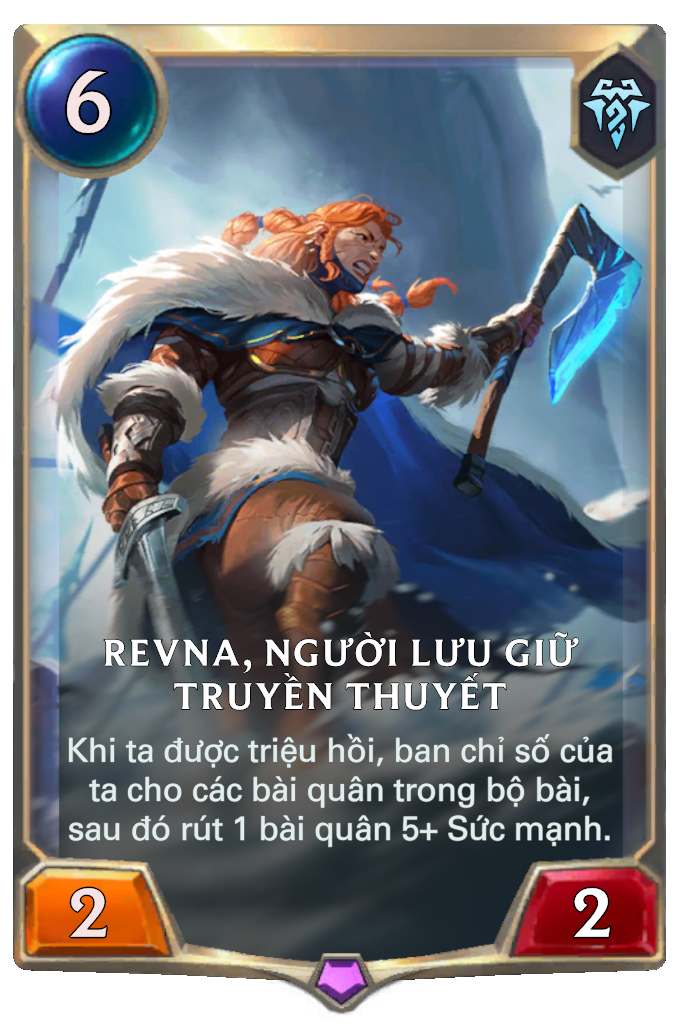 6
REVNA, NGƯỜI LƯU GIỮ
TRUYỀN THUYẾT
Khi ta được triệu hồi, ban chỉ số của
ta cho các bài quân trong bộ bài,
sau đó rút 1 bài quân 5+ Sức mạnh.
2
2